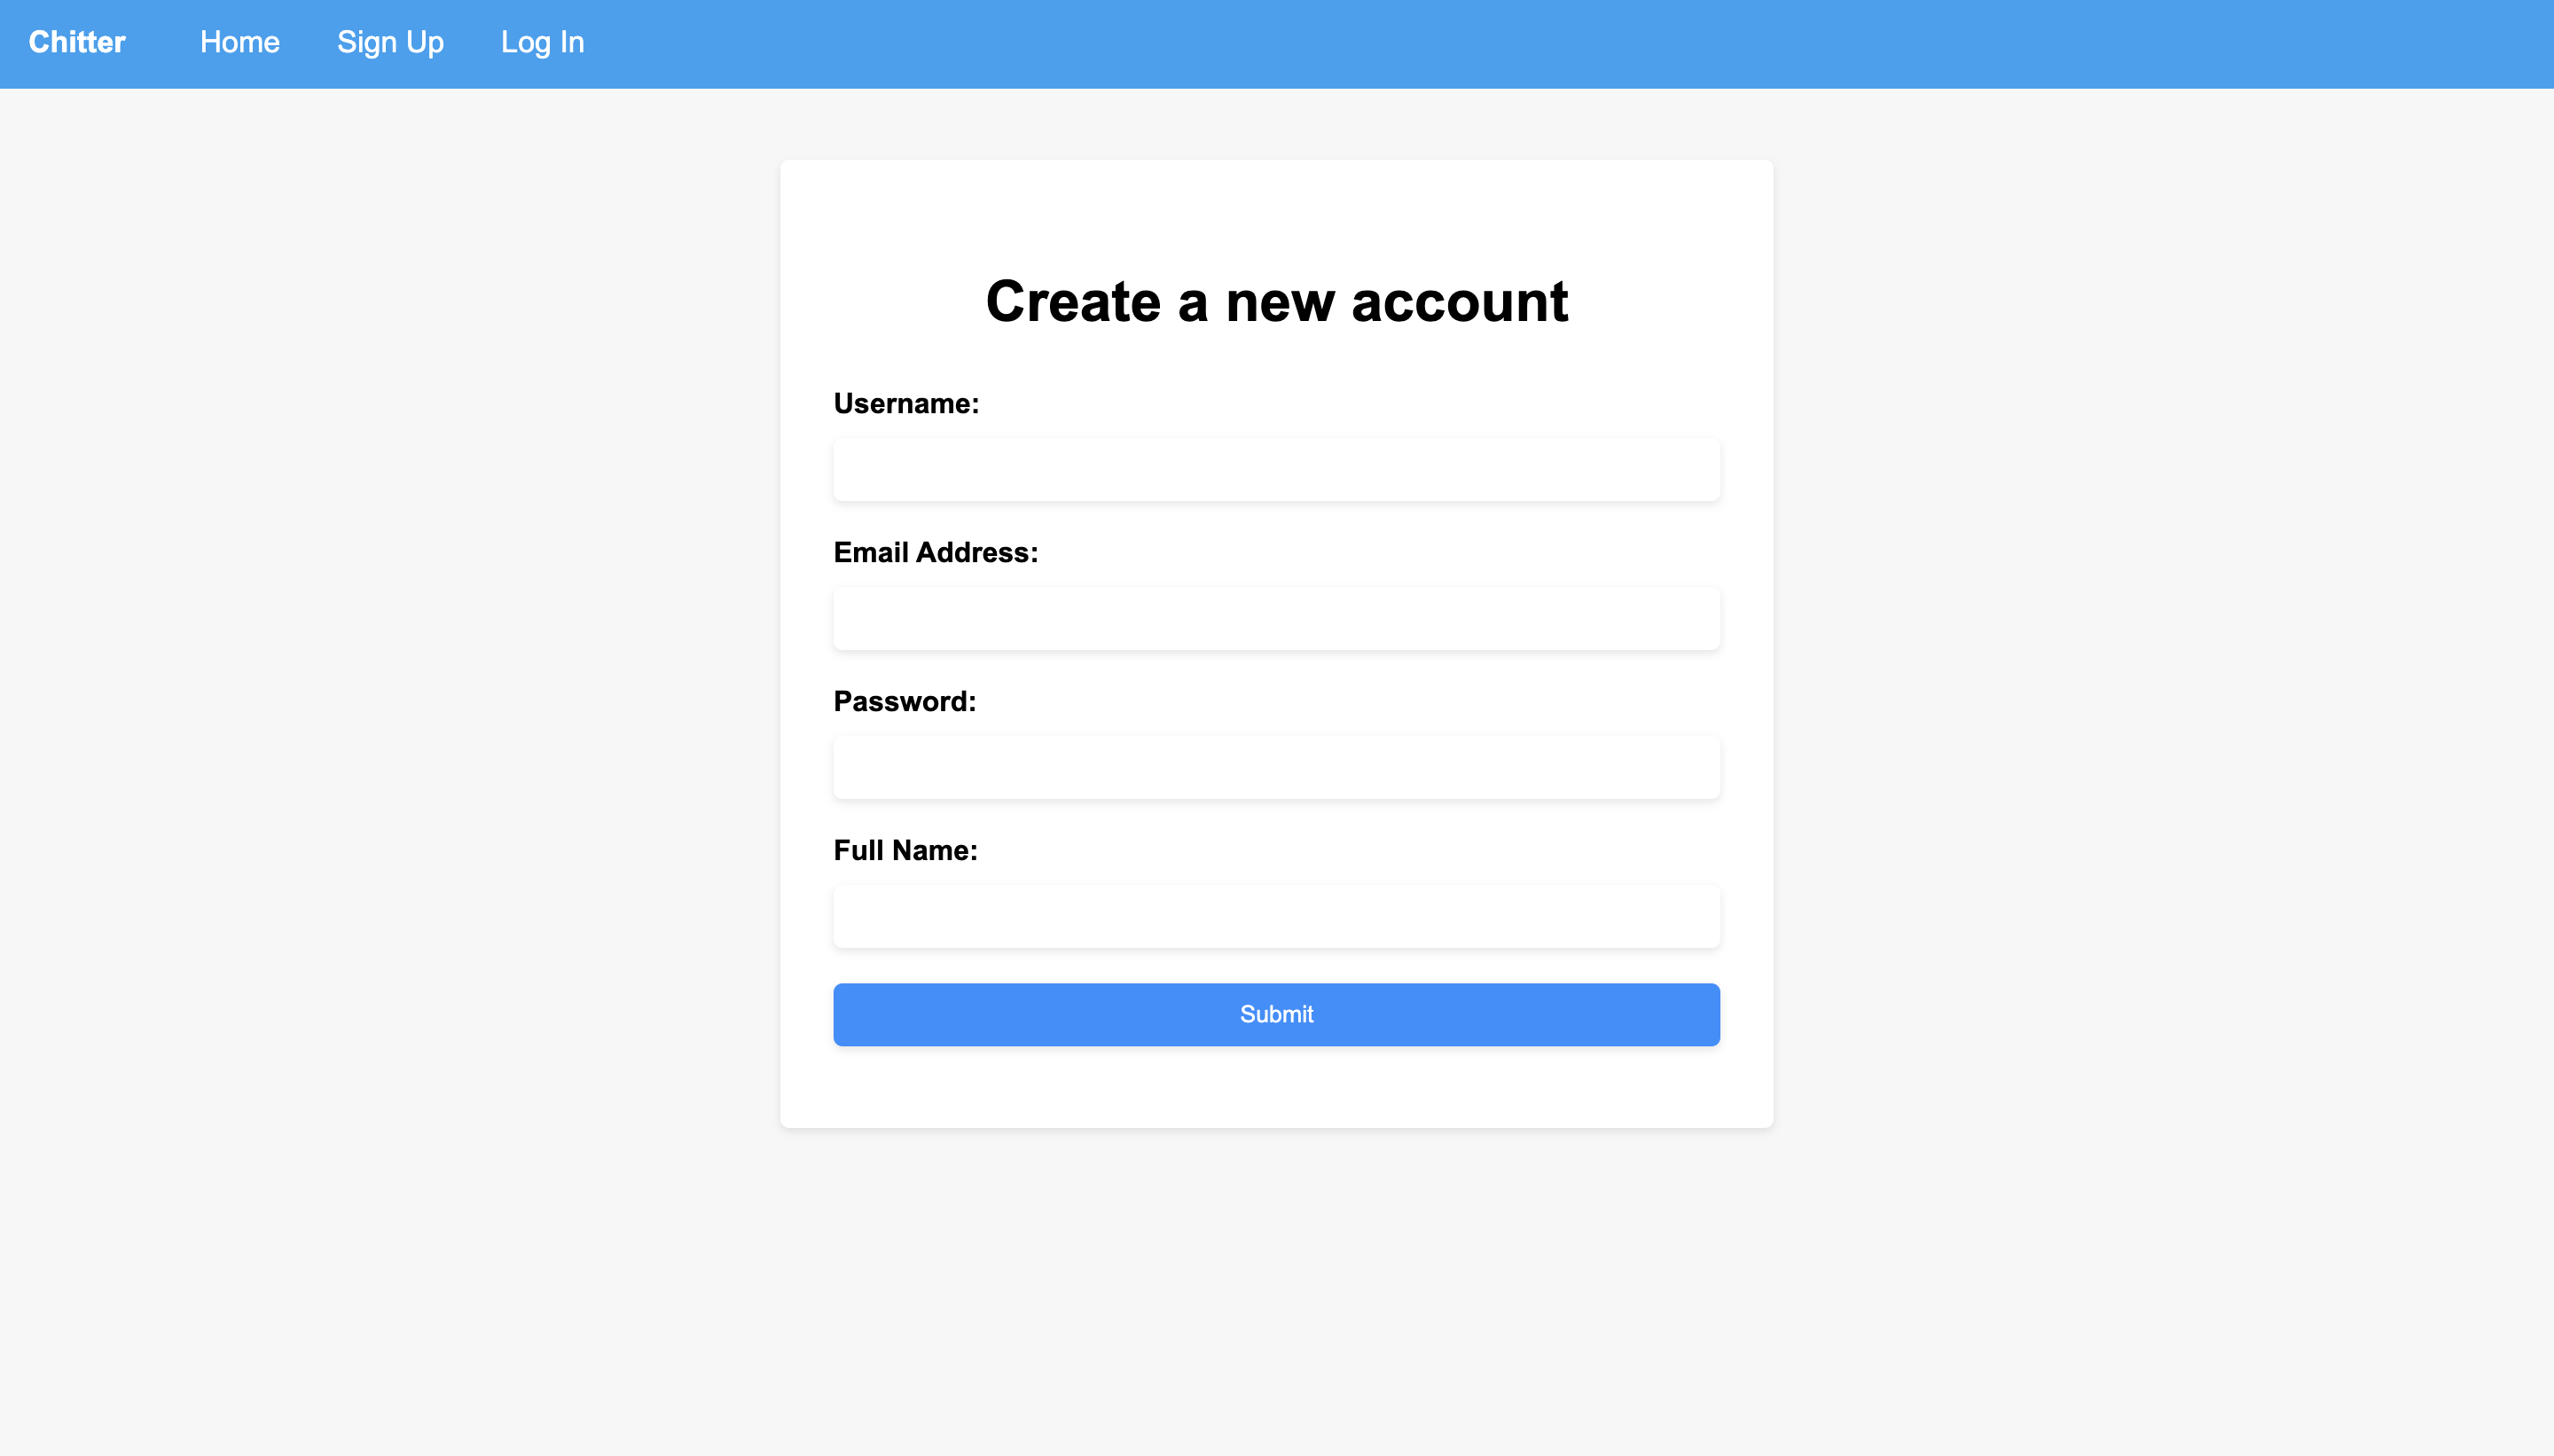 Chitter Home Sign Up Log In
Create a new account
Username:
Email Address:
Password:
Full Name:
Submit